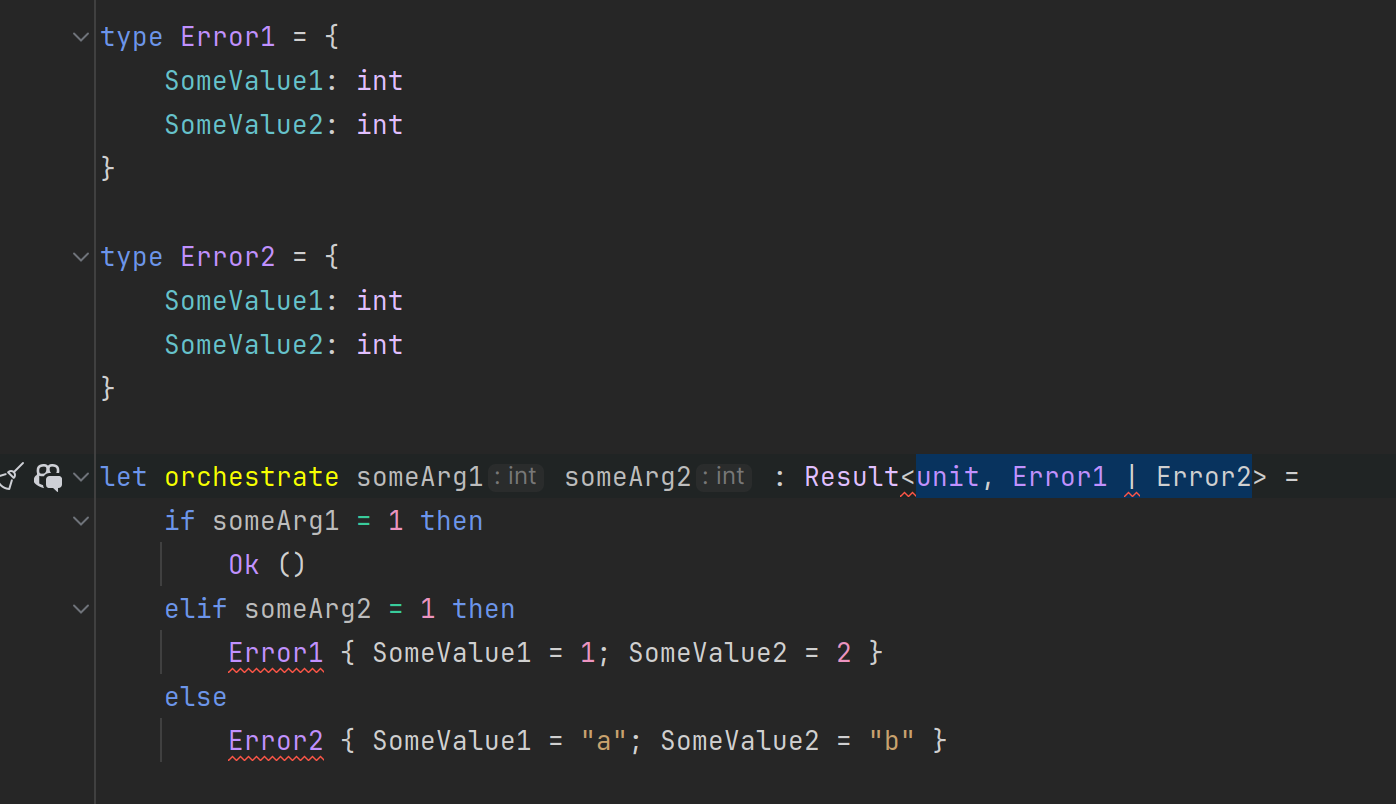 type Error1 = {
    SomeValue1: int
    SomeValue2: int
}

type Error2 = {
    SomeValue1: int
    SomeValue2: int
}

let orchestrate someArg1 : int someArg2 : int : Result<unit, Error1 | Error2> =
    if someArg1 = 1 then
        Ok ()
    elif someArg2 = 1 then
        Error1 { SomeValue1 = 1; SomeValue2 = 2 }
    else
        Error2 { SomeValue1 = "a"; SomeValue2 = "b" }